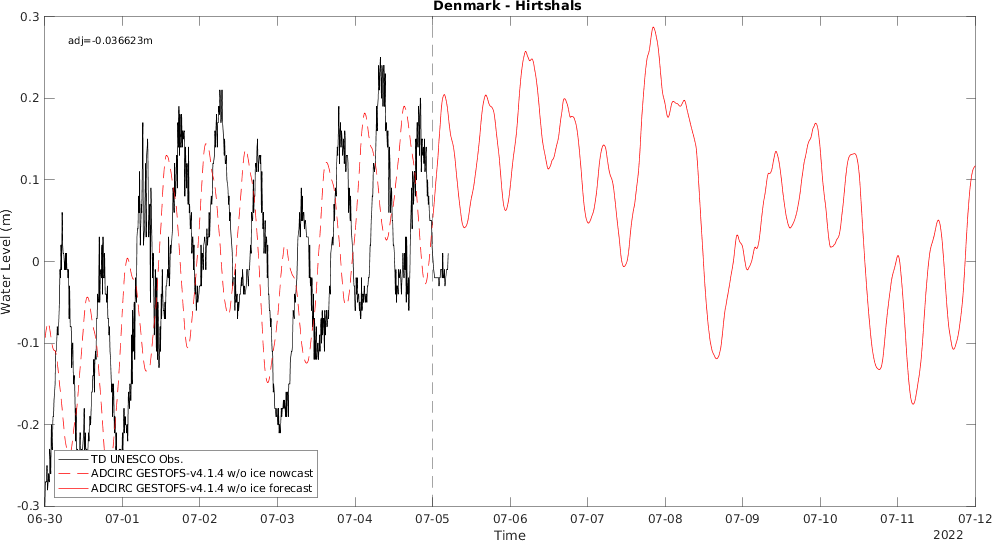 Denmark - Hirtshals
adj=-0.036623m
Water Level (m)
0.3
0.2
0.1
0
-0.1
-0.2
-0.3
TD UNESCO Obs.
ADCIRC GESTOFS-v4.1.4 w/o ice nowcast
ADCIRC GESTOFS-v4.1.4 w/o ice forecast
06-30 07-01 07-02 07-03 07-04 07-05 07-06 07-07 07-08 07-09 07-10 07-11 07-12
Time
2022